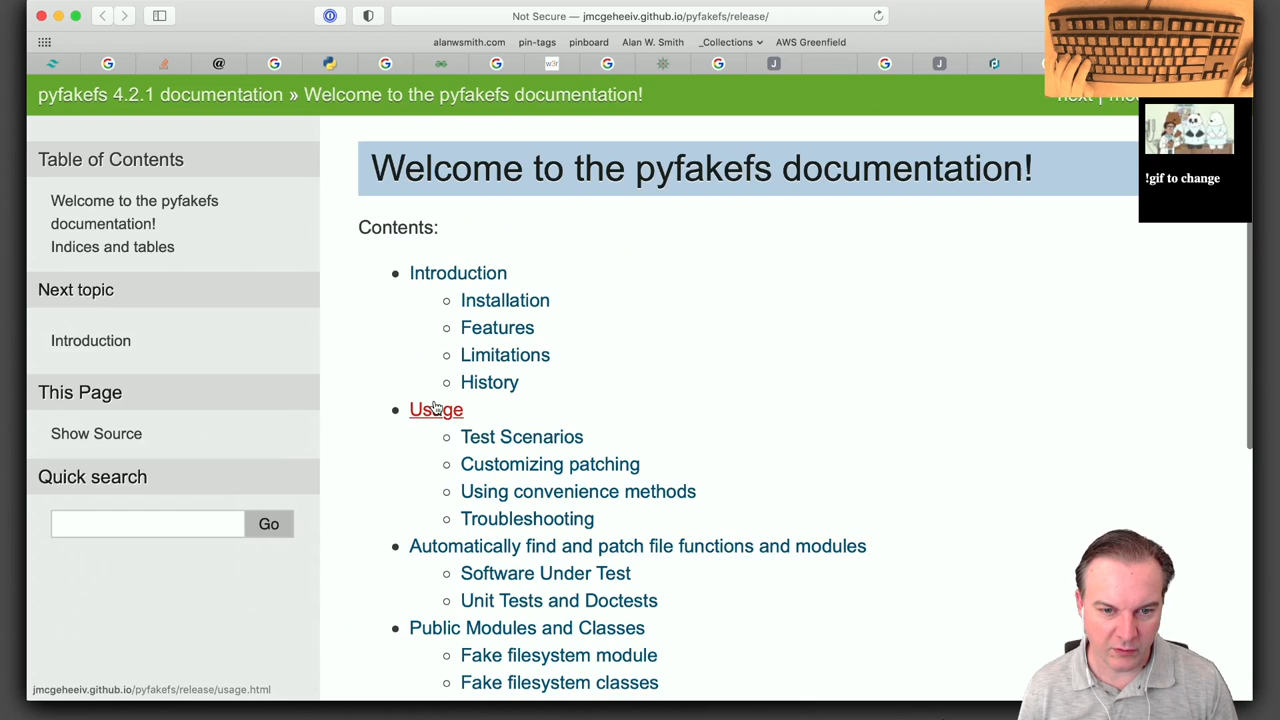 Not Secure — jmcgeheeiv.github.io/pyfakefs/release/
alanwsmith.com pin-tags pinboard Alan W. Smith _Collections AWS Greenfield
pyfakefs 4.2.1 documentation » Welcome to the pyfakefs documentation!
next |
Table of Contents
Welcome to the pyfakefs
documentation!
Indices and tables
Next topic
Introduction
This Page
Show Source
Quick search
Go
Welcome to the pyfakefs documentation!
Contents:
Introduction
Installation
Features
Limitations
History
Usage
Test Scenarios
Customizing patching
Using convenience methods
Troubleshooting
Automatically find and patch file functions and modules
Software Under Test
Unit Tests and Doctests
Public Modules and Classes
Fake filesystem module
Fake filesystem classes
!gif to change
jmcgeheeiv.github.io/pyfakefs/release/usage.html